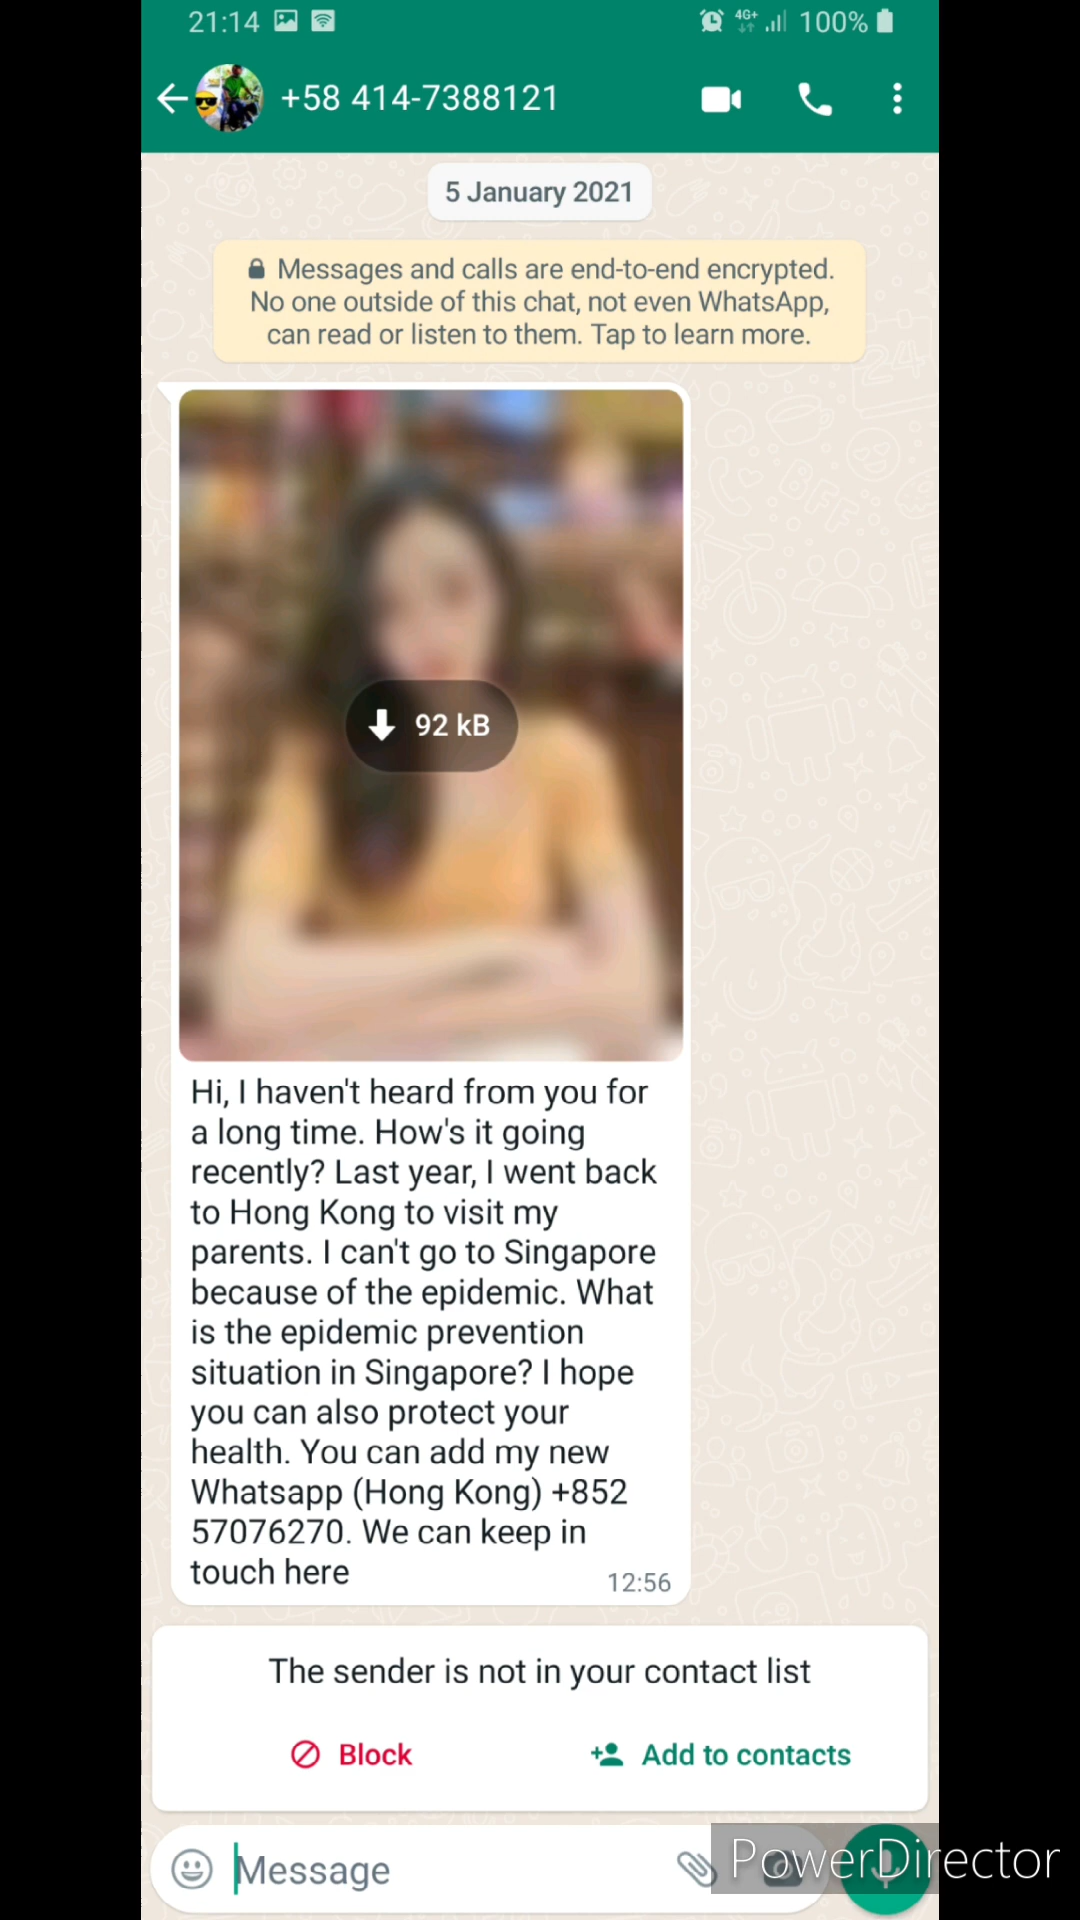 21:14
4G+
100%
+58 414-7388121
5 January 2021
Messages and calls are end-to-end encrypted.
No one outside of this chat, not even WhatsApp,
can read or listen to them. Tap to learn more.
92 kB
Hi, I haven't heard from you for
a long time. How's it going
recently? Last year, I went back
to Hong Kong to visit my
parents. I can't go to Singapore
because of the epidemic. What
is the epidemic prevention
situation in Singapore? I hope
you can also protect your
health. You can add my new
Whatsapp (Hong Kong) +852
57076270. We can keep in
touch here
12:56
The sender is not in your contact list
Block
Add to contacts
Message
PowerDirector